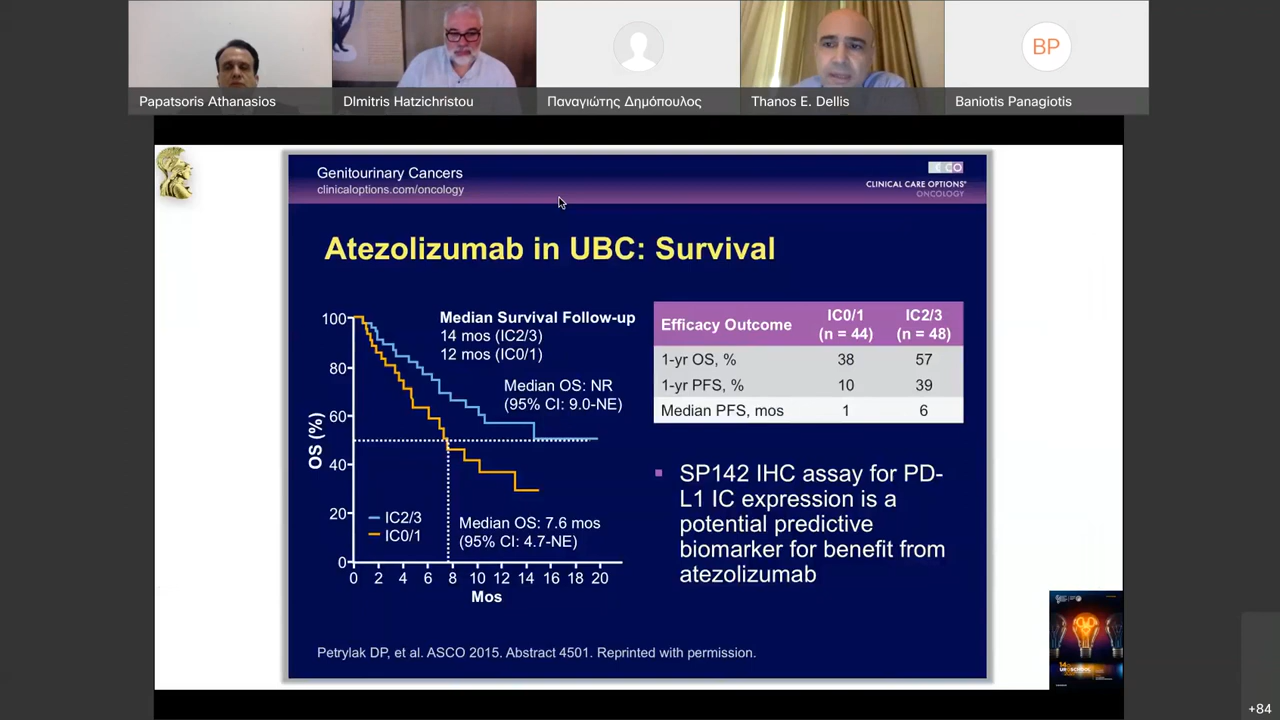 Papatsoris Athanasios
DImitris Hatzichristou
Παναγιώτης Δημόπουλος
Thanos E. Dellis
BP
Baniotis Panagiotis
Genitourinary Cancers
clinicaloptions.com/oncology
CLINICAL CARE OPTIONS®
ONCOLOGY
Atezolizumab in UBC: Survival
Median Survival Follow-up
14 mos (IC2/3)
12 mos (IC0/1)
Median OS: NR
(95% CI: 9.0-NE)
OS (%)
100
80
60
40
20
0
IC2/3
IC0/1
Median OS: 7.6 mos
(95% CI: 4.7-NE)
0 2 4 6 8 10 12 14 16 18 20
Mos
Efficacy Outcome IC0/1 (n = 44) IC2/3 (n = 48)
1-yr OS, % 38 57
1-yr PFS, % 10 39
Median PFS, mos 1 6
SP142 IHC assay for PD-
L1 IC expression is a
potential predictive
biomarker for benefit from
atezolizumab
Petrylak DP, et al. ASCO 2015. Abstract 4501. Reprinted with permission.
+84